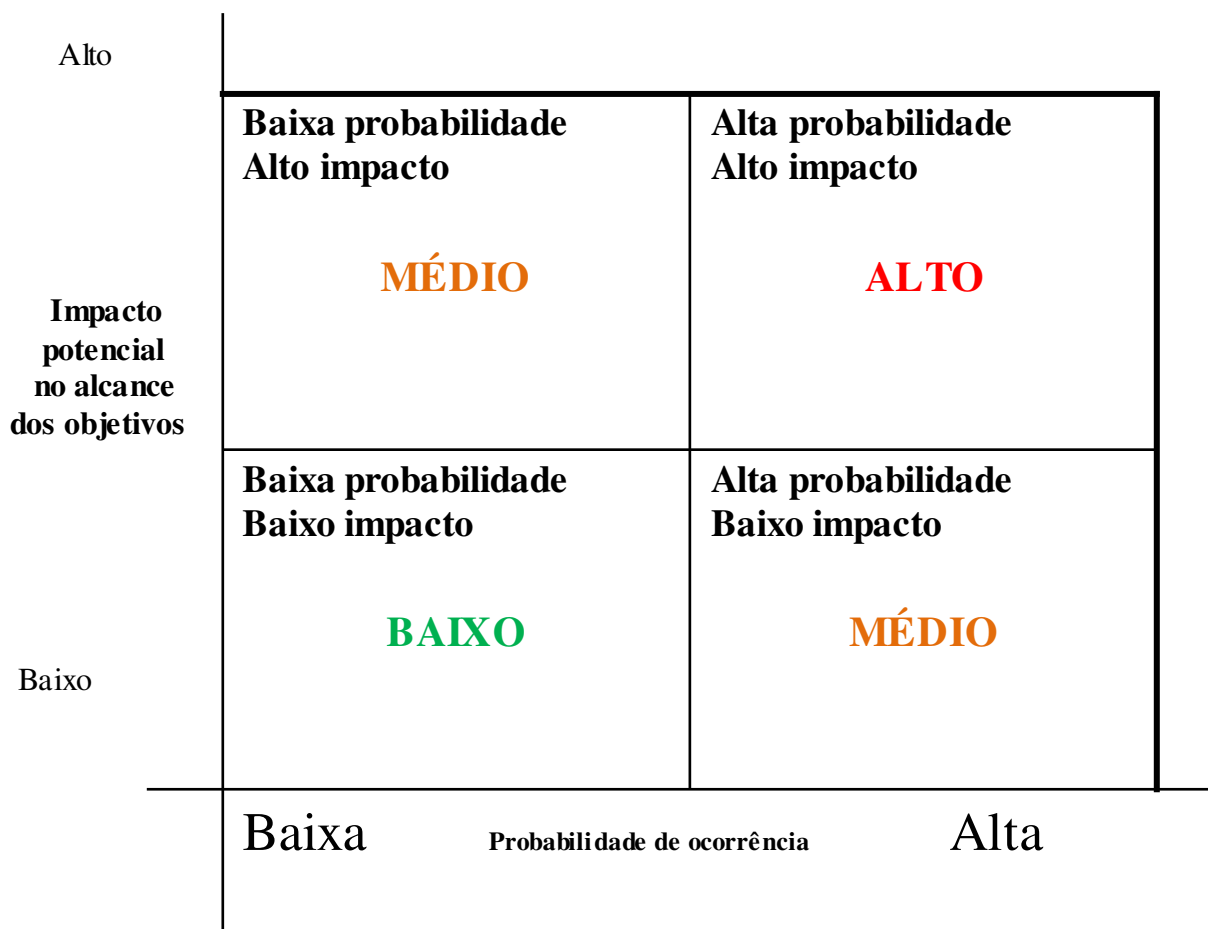 Alto
Baixa probabilidade
Alto impacto
MÉDIO
Alta probabilidade
Alto impacto
ALTO
Impacto
potencial
no alcance
dos objetivos
Baixa probabilidade
Baixo impacto
BAIXO
Alta probabilidade
Baixo impacto
MÉDIO
Baixo
Baixa
Probabilidade de ocorrência
Alta